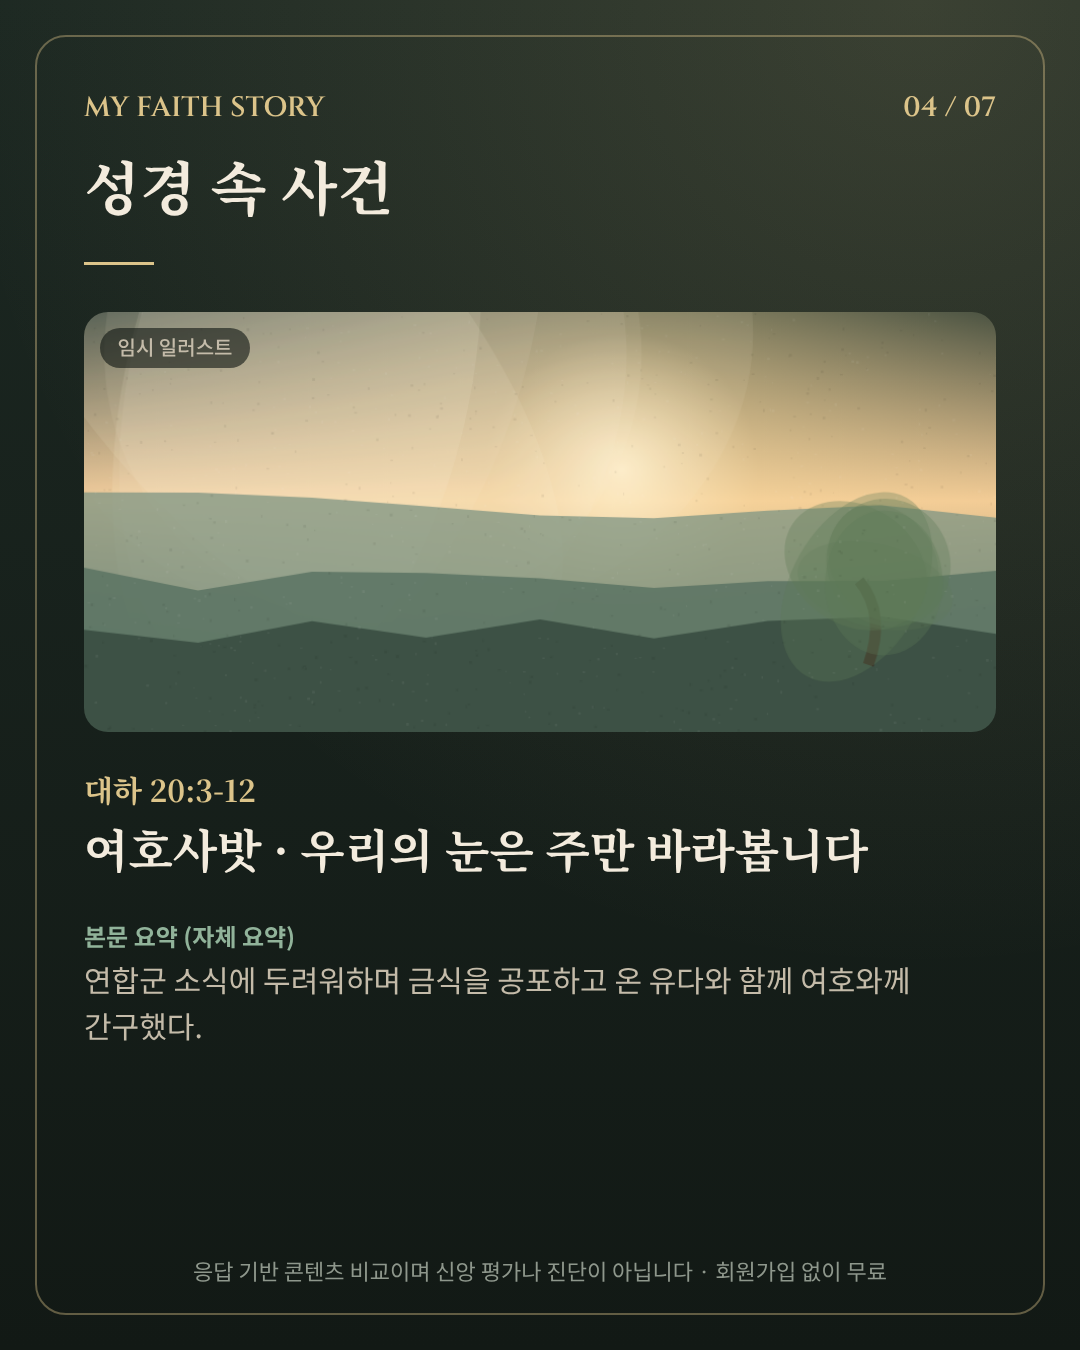 MY FAITH STORY
04 / 07
성경 속 사건
임시 일러스트
대하 20:3-12
여호사밧 · 우리의 눈은 주만 바라봅니다
본문 요약 (자체 요약)
연합군 소식에 두려워하며 금식을 공포하고 온 유다와 함께 여호와께
간구했다.
응답 기반 콘텐츠 비교이며 신앙 평가나 진단이 아닙니다 · 회원가입 없이 무료